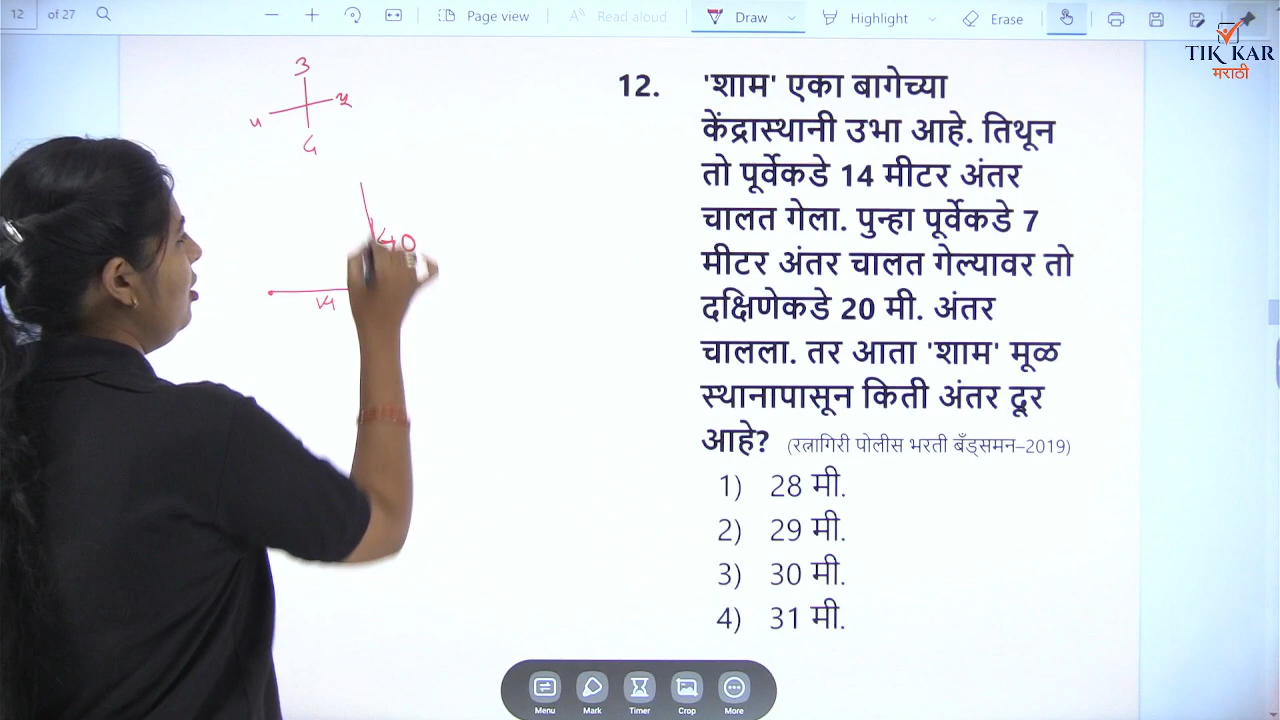 12 of 27 Page view Read aloud Draw Highlight Erase
TIK KAR
मराठी
12. 'शाम' एका बागेच्या
केंद्रास्थानी उभा आहे. तिथून
तो पूर्वेकडे 14 मीटर अंतर
चालत गेला. पुन्हा पूर्वेकडे 7
मीटर अंतर चालत गेल्यावर तो
दक्षिणेकडे 20 मी. अंतर
चालला. तर आता 'शाम' मूळ
स्थानापासून किती अंतर दूर
आहे? (रत्नागिरी पोलीस भरती बँड्समन–2019)
1) 28 मी.
2) 29 मी.
3) 30 मी.
4) 31 मी.
Menu Mark Timer Crop More